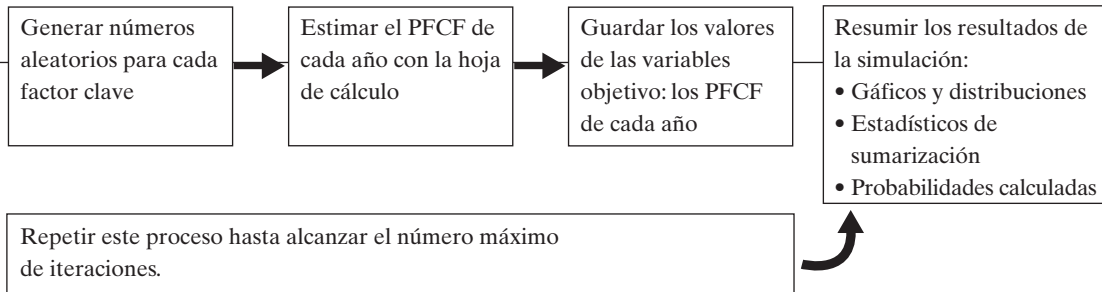 Generar números
aleatorios para cada
factor clave
Estimar el PFCF de
cada año con la hoja
de cálculo
Guardar los valores
de las variables
objetivo: los PFCF
de cada año
Resumir los resultados de
la simulación:
• Gáficos y distribuciones
• Estadísticos de
sumarización
• Probabilidades calculadas
Repetir este proceso hasta alcanzar el número máximo
de iteraciones.